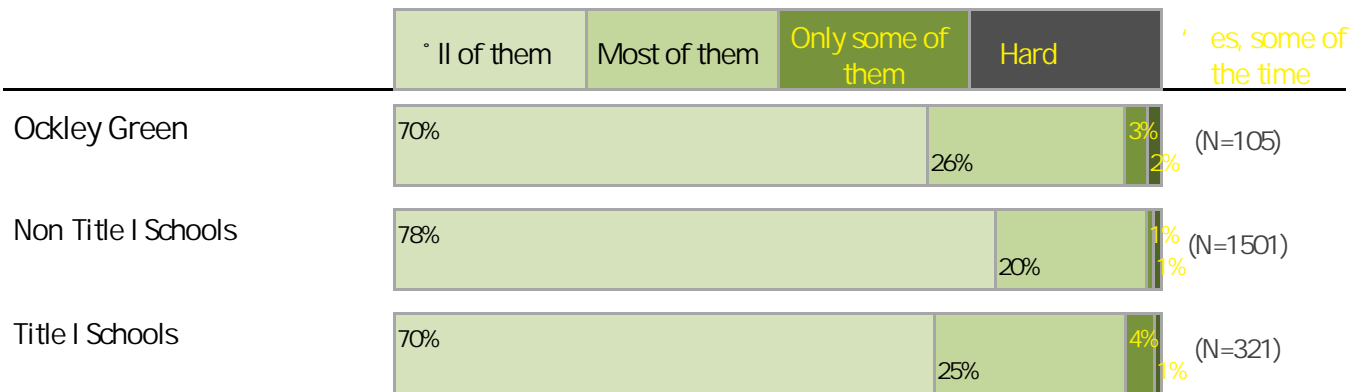 ˚ ll of them
Most of them
Only some of
them
Hard
′ es, some of
the time
Ockley Green
70%
26%
3%
2%
(N=105)
Non Title I Schools
78%
20%
1%
1%
(N=1501)
Title I Schools
70%
25%
4%
1%
(N=321)